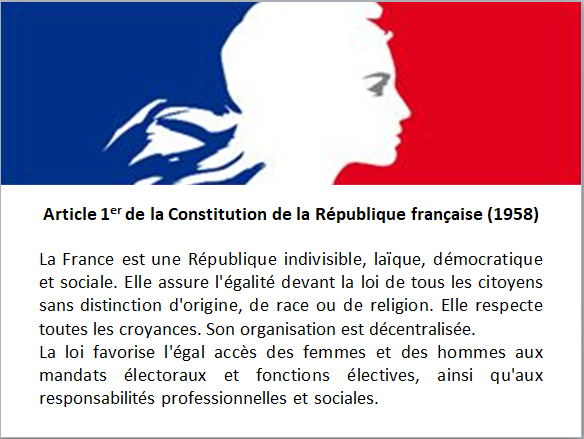 Article 1er de la Constitution de la République française (1958)
La France est une République indivisible, laïque, démocratique
et sociale. Elle assure l'égalité devant la loi de tous les citoyens
sans distinction d'origine, de race ou de religion. Elle respecte
toutes les croyances. Son organisation est décentralisée.
La loi favorise l'égal accès des femmes et des hommes aux
mandats électoraux et fonctions électives, ainsi qu'aux
responsabilités professionnelles et sociales.